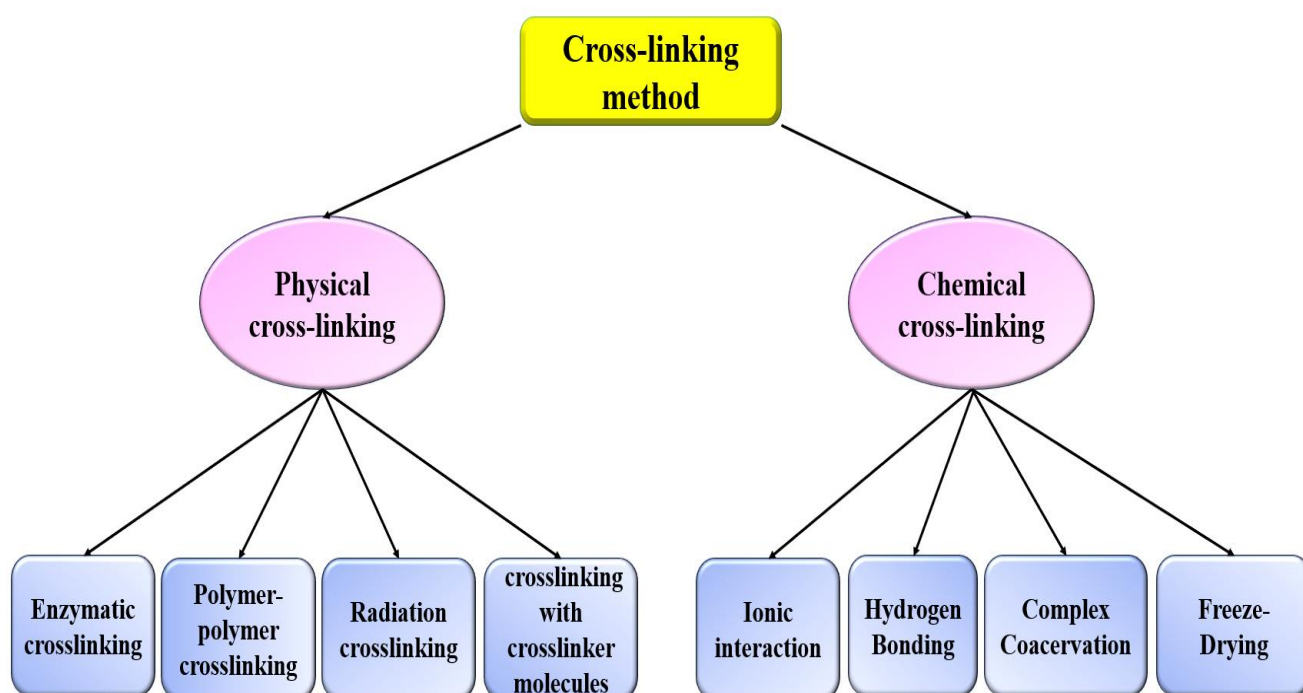 Cross-linking
method
Physical
cross-linking
Chemical
cross-linking
Enzymatic
crosslinking
Polymer-
polymer
crosslinking
Radiation
crosslinking
crosslinking
with
crosslinker
molecules
Ionic
interaction
Hydrogen
Bonding
Complex
Coacervation
Freeze-
Drying